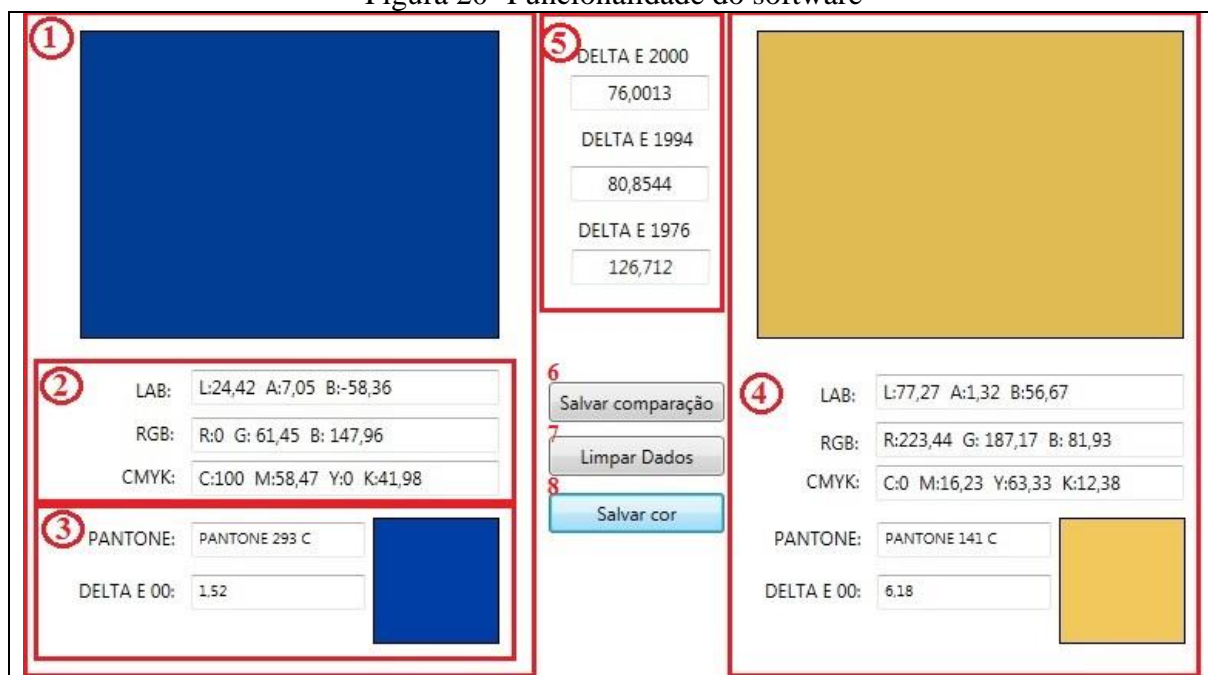 Figura 20- Funcionalidade do software
1
2
LAB: L:24,42 A:7,05 B:-58,36
RGB: R:0 G: 61,45 B: 147,96
CMYK: C:100 M:58,47 Y:0 K:41,98
3
PANTONE: PANTONE 293 C
DELTA E 00: 1,52
5
DELTA E 2000
76,0013
DELTA E 1994
80,8544
DELTA E 1976
126,712
6
Salvar comparação
7
Limpar Dados
8
Salvar cor
4
LAB: L:77,27 A:1,32 B:56,67
RGB: R:223,44 G: 187,17 B: 81,93
CMYK: C:0 M:16,23 Y:63,33 K:12,38
PANTONE: PANTONE 141 C
DELTA E 00: 6,18